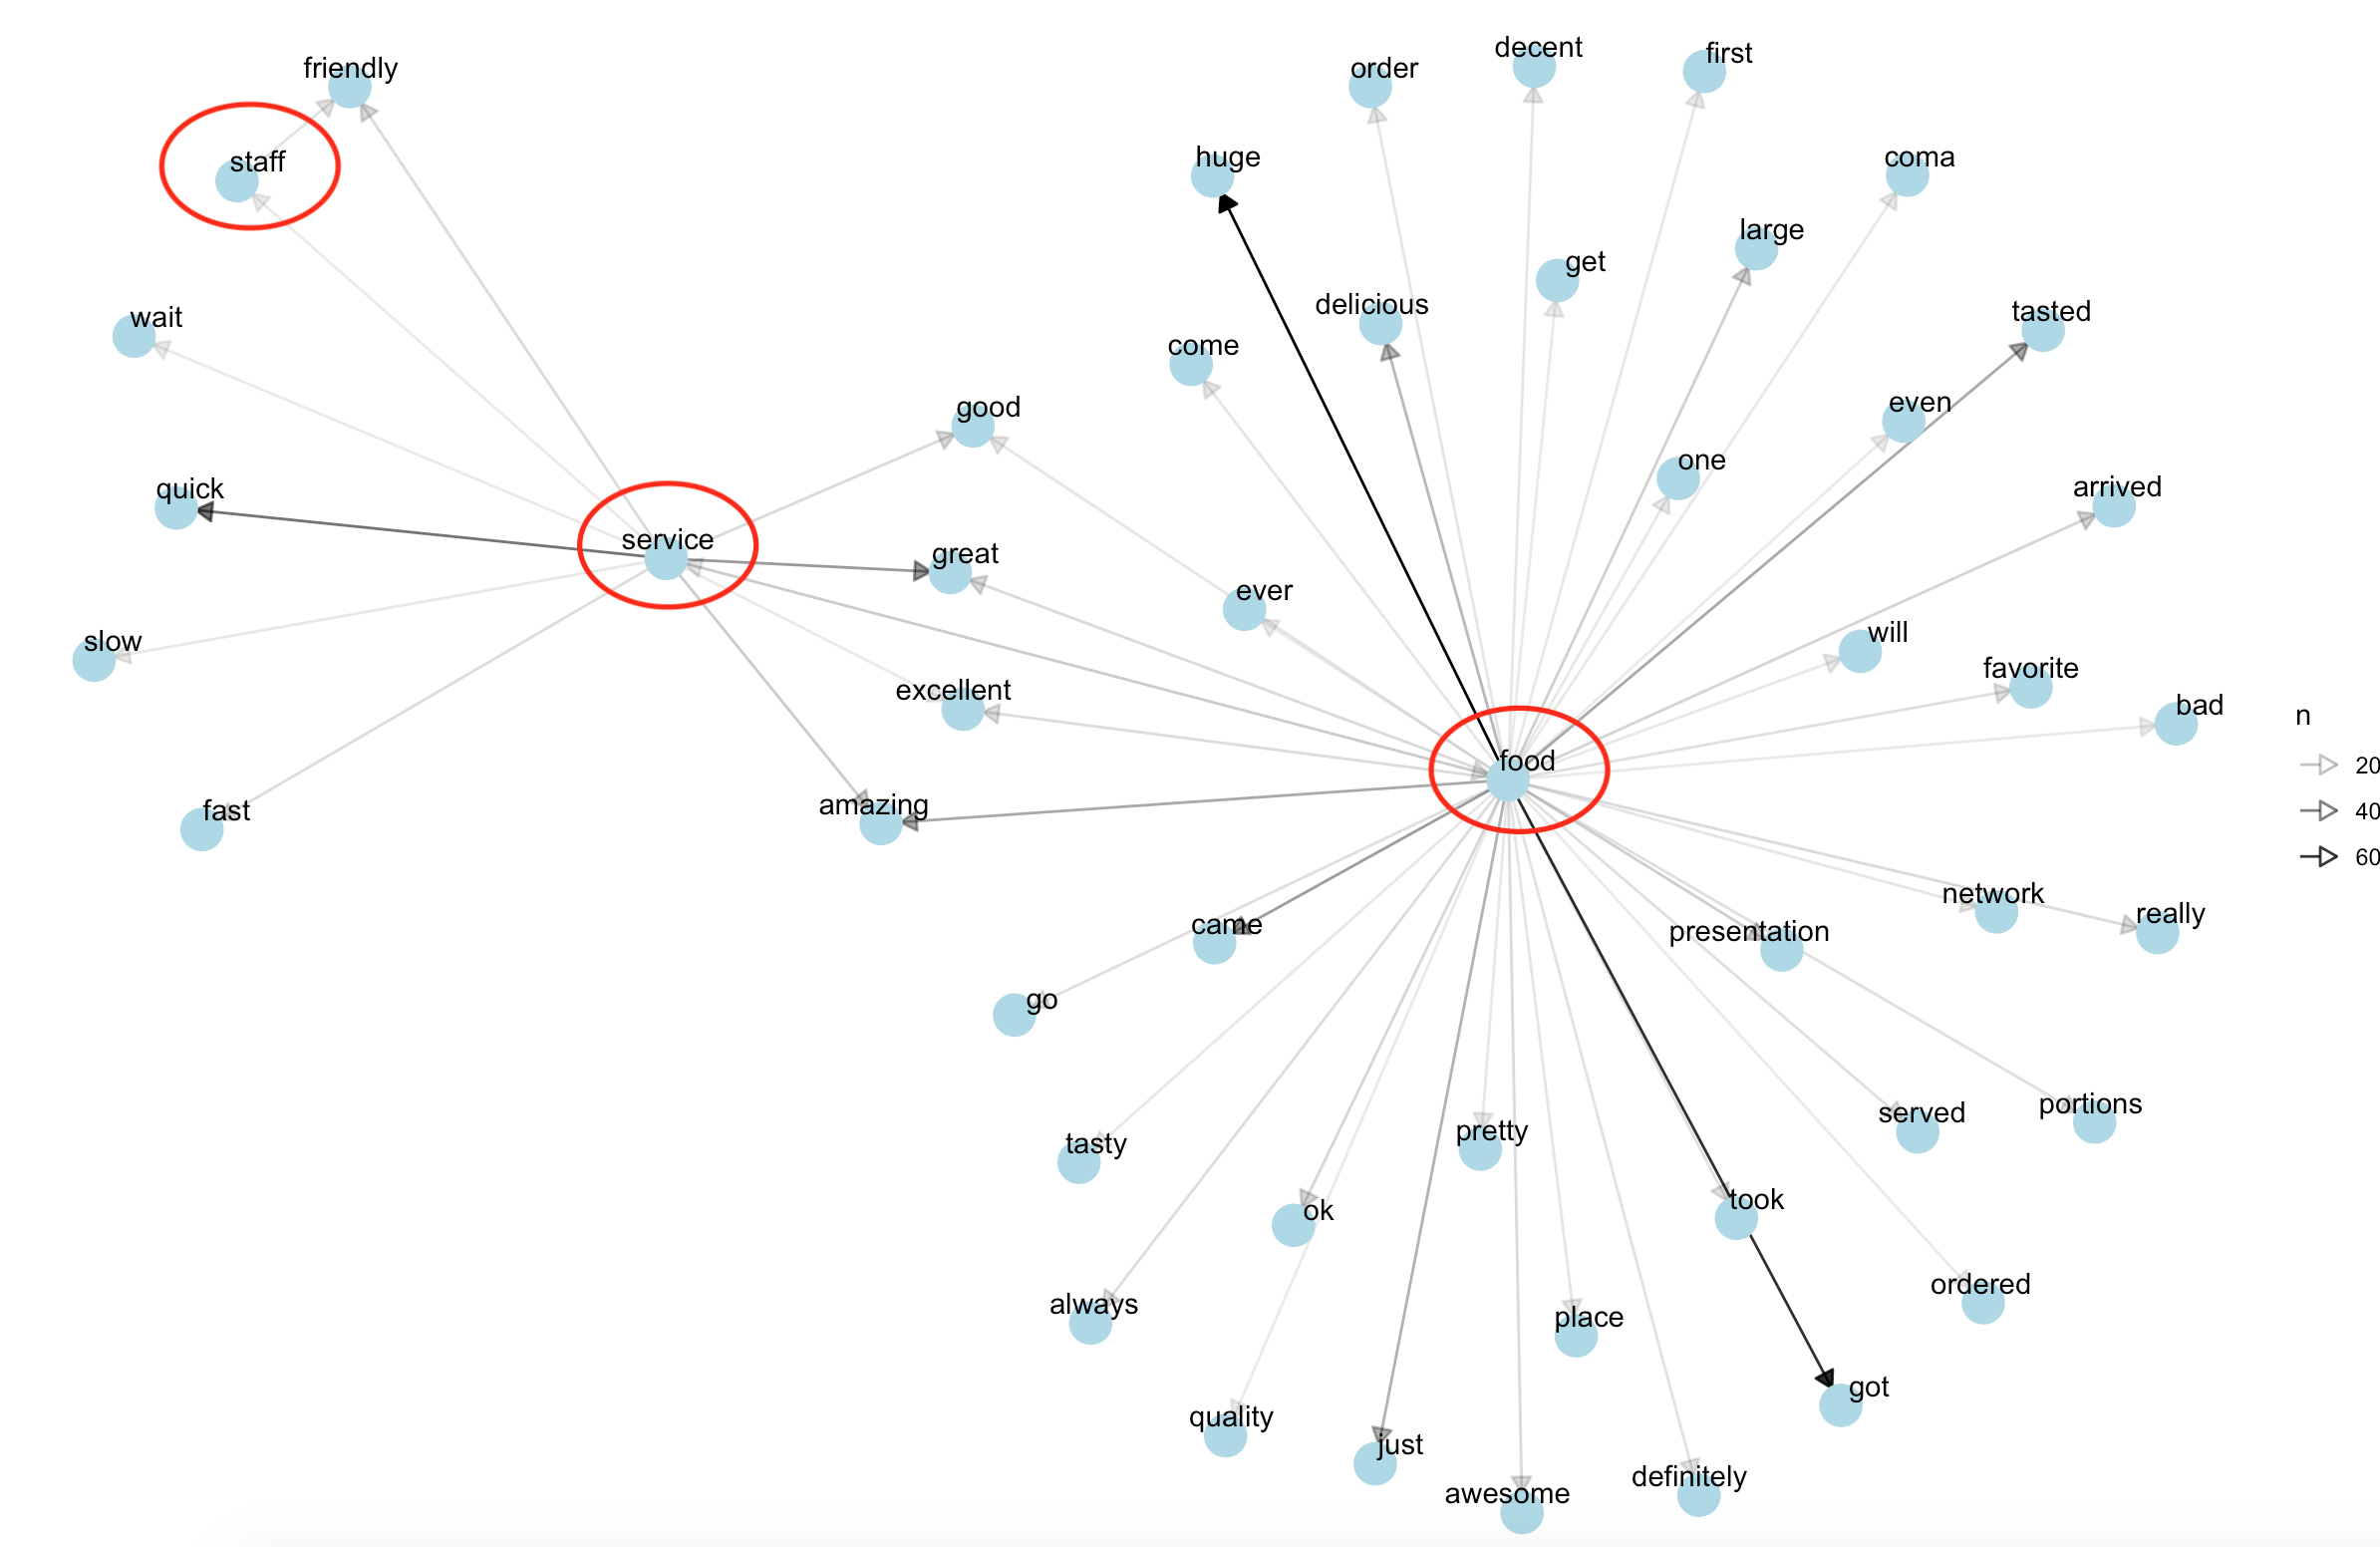 decent
first
order
friendly
huge
coma
staff
large
get
delicious
tasted
wait
come
even
good
one
quick
arrived
service
great
ever
will
slow
favorite
excellent
bad
n
food
20
amazing
fast
40
60
network
really
came
presentation
go
served
portions
pretty
tasty
took
ok
ordered
always
place
got
quality
just
definitely
awesome